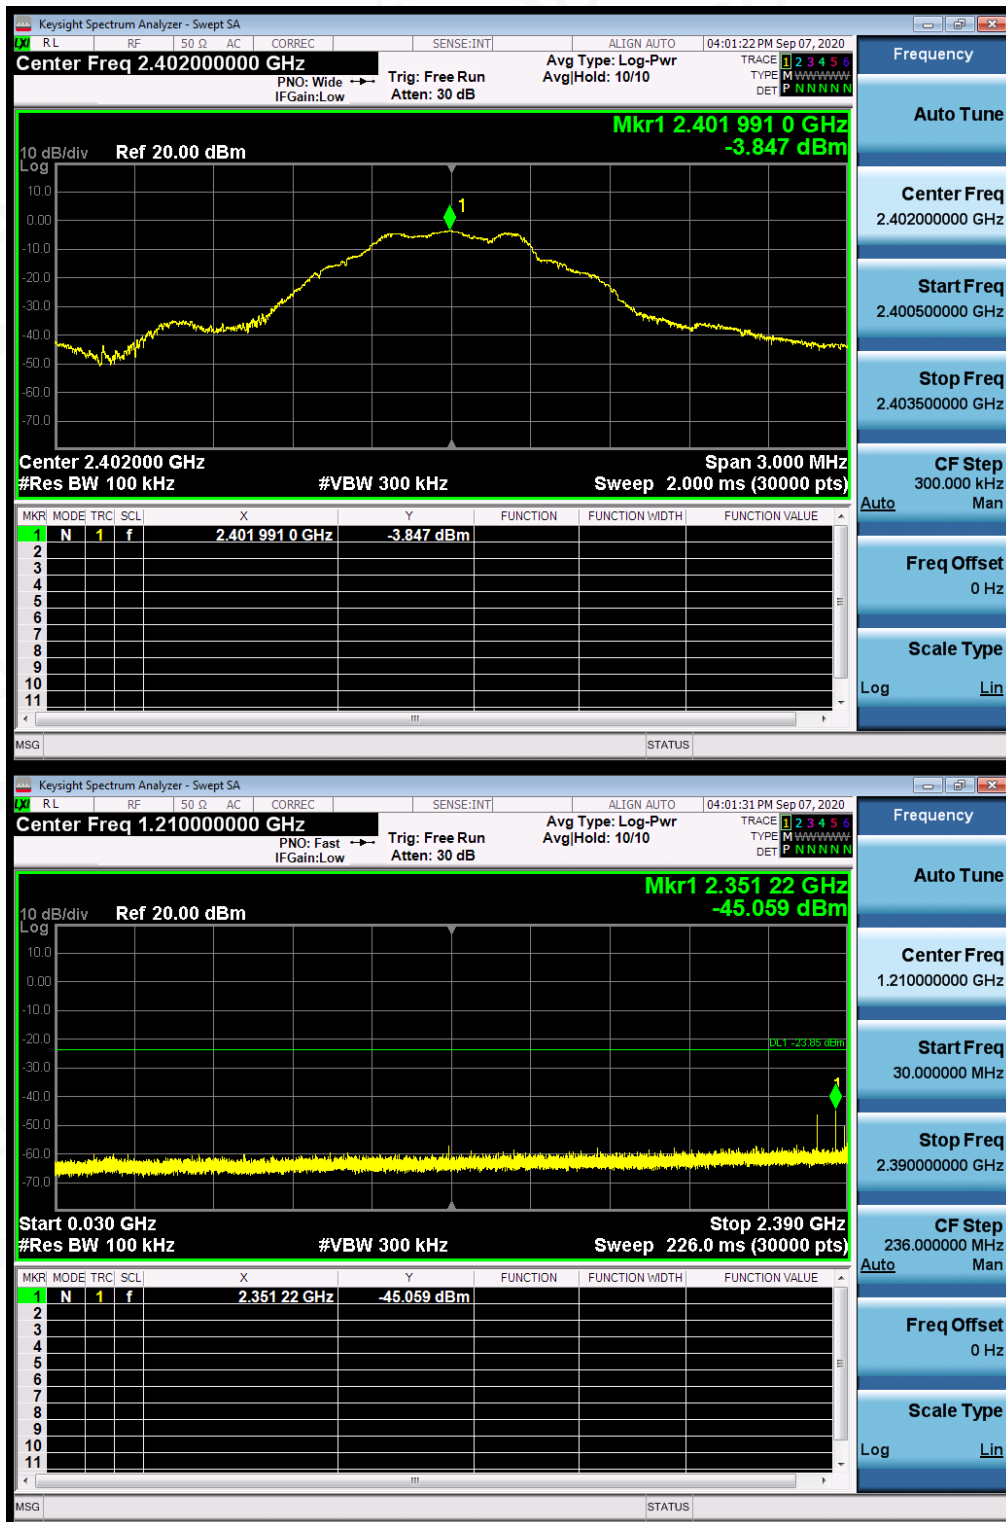 Keysight Spectrum Analyzer - Swept SA
LXI RL RF 50 Ω AC CORREC SENSE:INT ALIGN AUTO 04:01:22 PM Sep 07, 2020
Center Freq 2.402000000 GHz
PNO: Wide
IFGain:Low
Trig: Free Run
Atten: 30 dB
Avg Type: Log-Pwr
Avg|Hold: 10/10
TRACE 1 2 3 4 5 6
TYPE M WWWWW
DET P N N N N N
Mkr1 2.401 991 0 GHz
-3.847 dBm
10 dB/div Ref 20.00 dBm
Log
10.0
0.00
-10.0
-20.0
-30.0
-40.0
-50.0
-60.0
-70.0
1
Center 2.402000 GHz Span 3.000 MHz
#Res BW 100 kHz #VBW 300 kHz Sweep 2.000 ms (30000 pts)
MKR MODE TRC SCL X Y FUNCTION FUNCTION WIDTH FUNCTION VALUE
1 N 1 f 2.401 991 0 GHz -3.847 dBm
2
3
4
5
6
7
8
9
10
11
MSG STATUS
Frequency
Auto Tune
Center Freq
2.402000000 GHz
Start Freq
2.400500000 GHz
Stop Freq
2.403500000 GHz
CF Step
300.000 kHz
Auto Man
Freq Offset
0 Hz
Scale Type
Log Lin
Keysight Spectrum Analyzer - Swept SA
LXI RL RF 50 Ω AC CORREC SENSE:INT ALIGN AUTO 04:01:31 PM Sep 07, 2020
Center Freq 1.210000000 GHz
PNO: Fast
IFGain:Low
Trig: Free Run
Atten: 30 dB
Avg Type: Log-Pwr
Avg|Hold: 10/10
TRACE 1 2 3 4 5 6
TYPE M WWWWW
DET P N N N N N
Mkr1 2.351 22 GHz
-45.059 dBm
10 dB/div Ref 20.00 dBm
Log
10.0
0.00
-10.0
-20.0
-30.0
-40.0
-50.0
-60.0
-70.0
DL1 -23.85 dBm
1
Start 0.030 GHz Stop 2.390 GHz
#Res BW 100 kHz #VBW 300 kHz Sweep 226.0 ms (30000 pts)
MKR MODE TRC SCL X Y FUNCTION FUNCTION WIDTH FUNCTION VALUE
1 N 1 f 2.351 22 GHz -45.059 dBm
2
3
4
5
6
7
8
9
10
11
MSG STATUS
Frequency
Auto Tune
Center Freq
1.210000000 GHz
Start Freq
30.000000 MHz
Stop Freq
2.390000000 GHz
CF Step
236.000000 MHz
Auto Man
Freq Offset
0 Hz
Scale Type
Log Lin